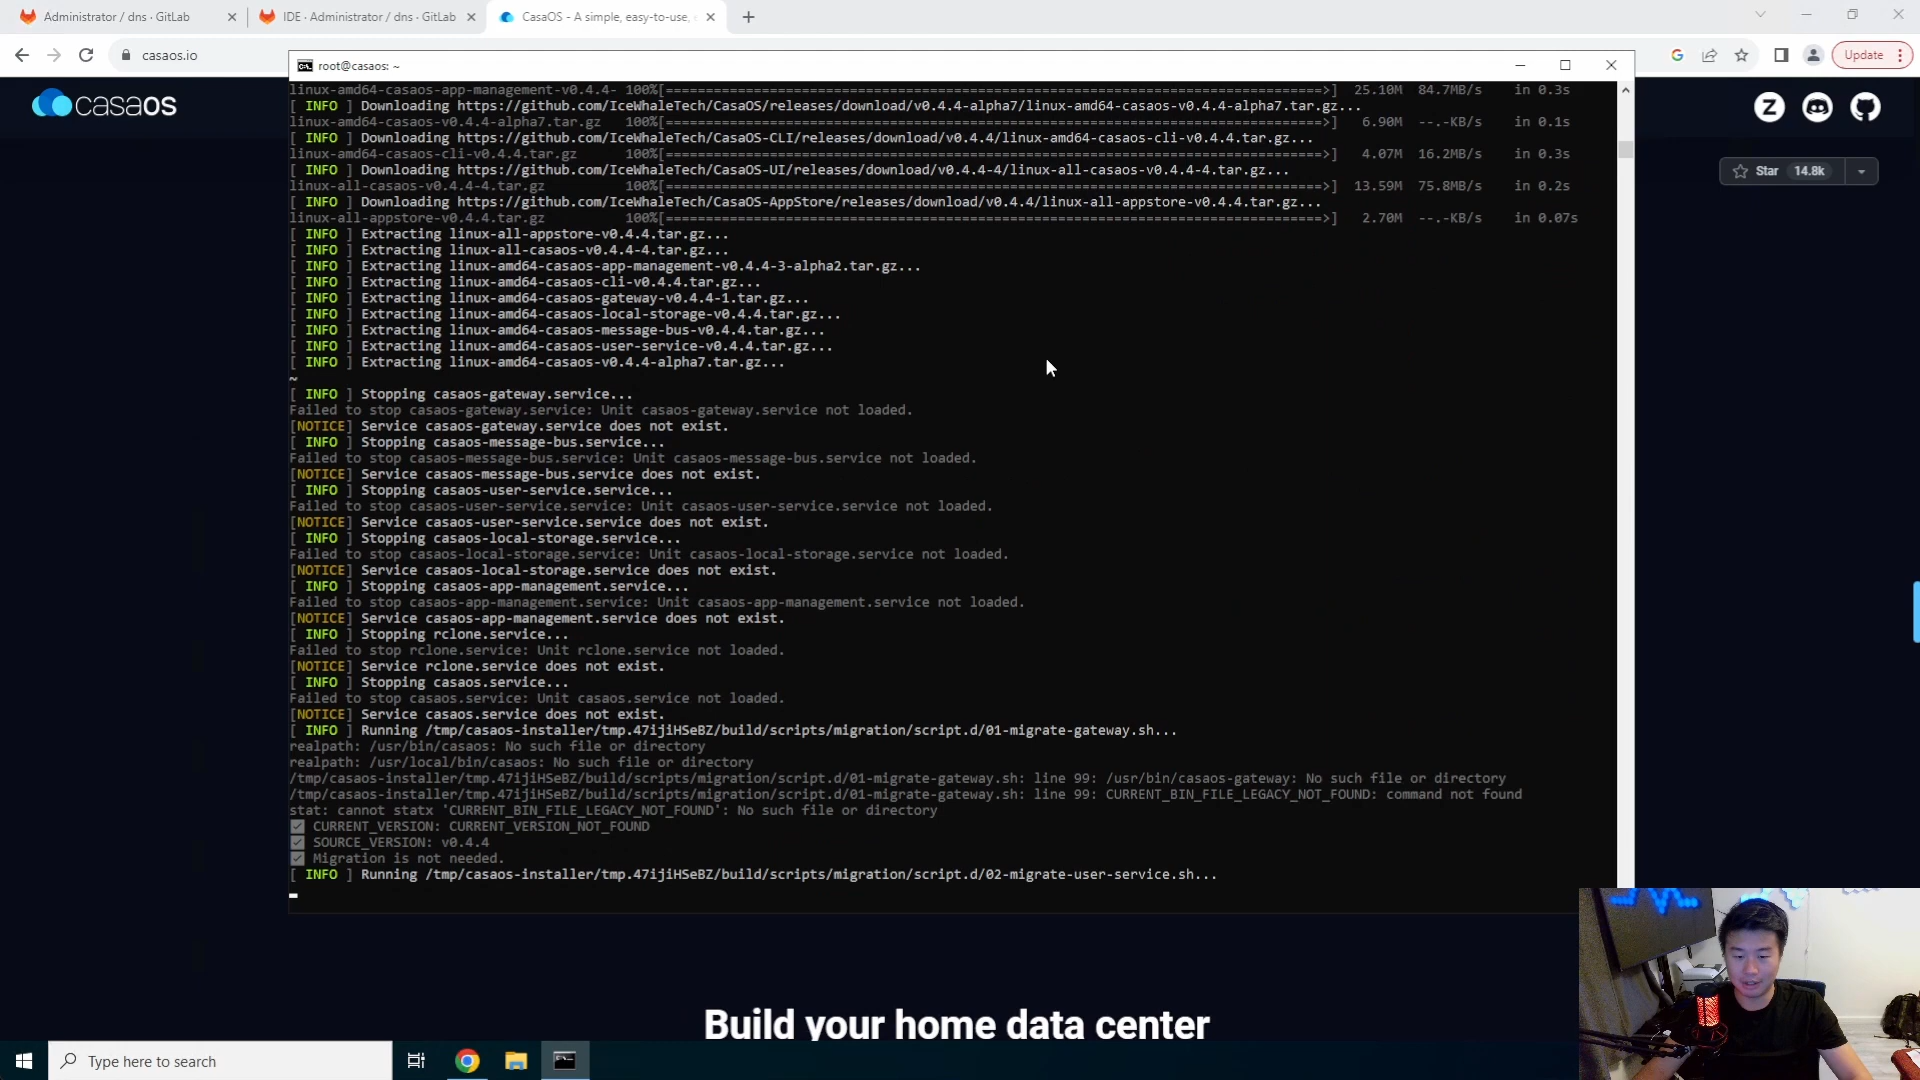 Administrator / dns · GitLab
IDE · Administrator / dns · GitLab
CasaOS - A simple, easy-to-use,
casaos.io
Update
casaOS
Star 14.8k
root@casaos: ~
linux-amd64-casaos-app-management-v0.4.4- 100%[==================================================================================>] 25.10M 84.7MB/s in 0.3s
[ INFO ] Downloading https://github.com/IceWhaleTech/CasaOS/releases/download/v0.4.4-alpha7/linux-amd64-casaos-v0.4.4-alpha7.tar.gz...
linux-amd64-casaos-v0.4.4-alpha7.tar.gz 100%[==================================================================================>] 6.90M --.-KB/s in 0.1s
[ INFO ] Downloading https://github.com/IceWhaleTech/CasaOS-CLI/releases/download/v0.4.4/linux-amd64-casaos-cli-v0.4.4.tar.gz...
linux-amd64-casaos-cli-v0.4.4.tar.gz 100%[==================================================================================>] 4.07M 16.2MB/s in 0.3s
[ INFO ] Downloading https://github.com/IceWhaleTech/CasaOS-UI/releases/download/v0.4.4-4/linux-all-casaos-v0.4.4-4.tar.gz...
linux-all-casaos-v0.4.4-4.tar.gz 100%[==================================================================================>] 13.59M 75.8MB/s in 0.2s
[ INFO ] Downloading https://github.com/IceWhaleTech/CasaOS-AppStore/releases/download/v0.4.4/linux-all-appstore-v0.4.4.tar.gz...
linux-all-appstore-v0.4.4.tar.gz 100%[==================================================================================>] 2.70M --.-KB/s in 0.07s
[ INFO ] Extracting linux-all-appstore-v0.4.4.tar.gz...
[ INFO ] Extracting linux-all-casaos-v0.4.4-4.tar.gz...
[ INFO ] Extracting linux-amd64-casaos-app-management-v0.4.4-3-alpha2.tar.gz...
[ INFO ] Extracting linux-amd64-casaos-cli-v0.4.4.tar.gz...
[ INFO ] Extracting linux-amd64-casaos-gateway-v0.4.4-1.tar.gz...
[ INFO ] Extracting linux-amd64-casaos-local-storage-v0.4.4.tar.gz...
[ INFO ] Extracting linux-amd64-casaos-message-bus-v0.4.4.tar.gz...
[ INFO ] Extracting linux-amd64-casaos-user-service-v0.4.4.tar.gz...
[ INFO ] Extracting linux-amd64-casaos-v0.4.4-alpha7.tar.gz...
~
[ INFO ] Stopping casaos-gateway.service...
Failed to stop casaos-gateway.service: Unit casaos-gateway.service not loaded.
[NOTICE] Service casaos-gateway.service does not exist.
[ INFO ] Stopping casaos-message-bus.service...
Failed to stop casaos-message-bus.service: Unit casaos-message-bus.service not loaded.
[NOTICE] Service casaos-message-bus.service does not exist.
[ INFO ] Stopping casaos-user-service.service...
Failed to stop casaos-user-service.service: Unit casaos-user-service.service not loaded.
[NOTICE] Service casaos-user-service.service does not exist.
[ INFO ] Stopping casaos-local-storage.service...
Failed to stop casaos-local-storage.service: Unit casaos-local-storage.service not loaded.
[NOTICE] Service casaos-local-storage.service does not exist.
[ INFO ] Stopping casaos-app-management.service...
Failed to stop casaos-app-management.service: Unit casaos-app-management.service not loaded.
[NOTICE] Service casaos-app-management.service does not exist.
[ INFO ] Stopping rclone.service...
Failed to stop rclone.service: Unit rclone.service not loaded.
[NOTICE] Service rclone.service does not exist.
[ INFO ] Stopping casaos.service...
Failed to stop casaos.service: Unit casaos.service not loaded.
[NOTICE] Service casaos.service does not exist.
[ INFO ] Running /tmp/casaos-installer/tmp.47ijiHSeBZ/build/scripts/migration/script.d/01-migrate-gateway.sh...
realpath: /usr/bin/casaos: No such file or directory
realpath: /usr/local/bin/casaos: No such file or directory
/tmp/casaos-installer/tmp.47ijiHSeBZ/build/scripts/migration/script.d/01-migrate-gateway.sh: line 99: /usr/bin/casaos-gateway: No such file or directory
/tmp/casaos-installer/tmp.47ijiHSeBZ/build/scripts/migration/script.d/01-migrate-gateway.sh: line 99: CURRENT_BIN_FILE_LEGACY_NOT_FOUND: command not found
stat: cannot statx 'CURRENT_BIN_FILE_LEGACY_NOT_FOUND': No such file or directory
CURRENT_VERSION: CURRENT_VERSION_NOT_FOUND
SOURCE_VERSION: v0.4.4
Migration is not needed.
[ INFO ] Running /tmp/casaos-installer/tmp.47ijiHSeBZ/build/scripts/migration/script.d/02-migrate-user-service.sh...
Build your home data center
Type here to search